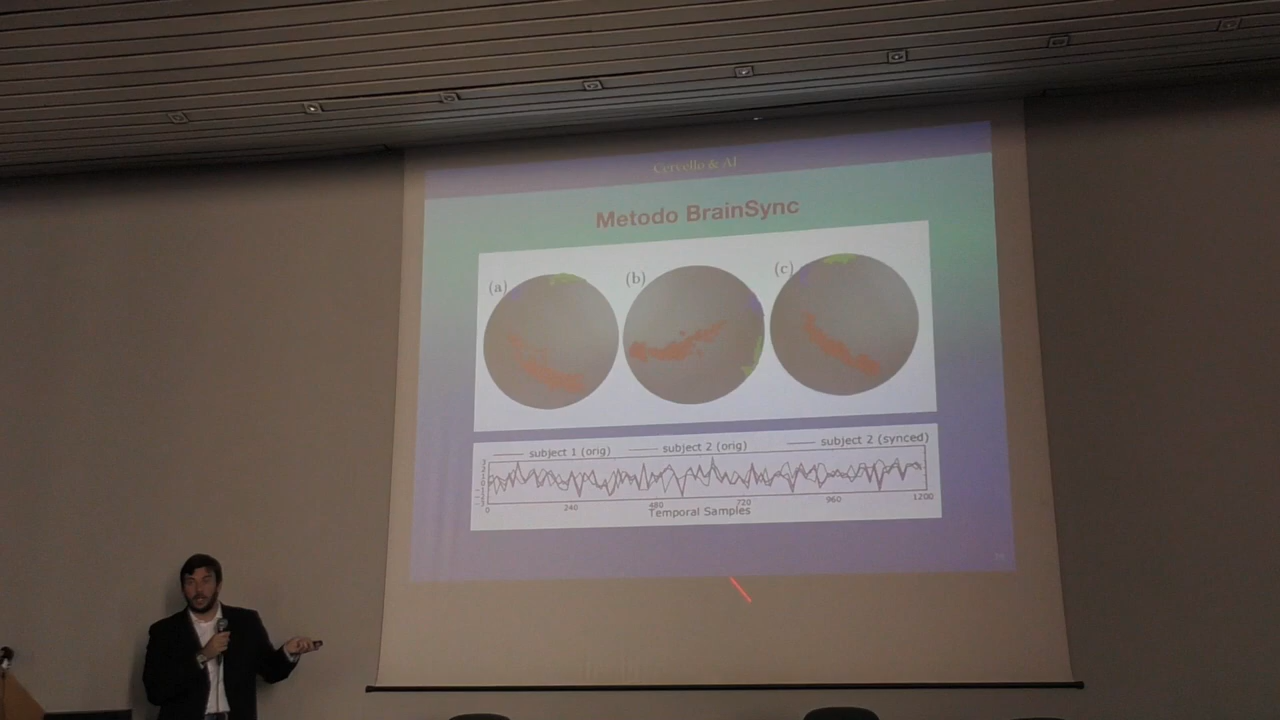 Cervello & AI
Metodo BrainSync
(a) (b) (c)
subject 1 (orig) subject 2 (orig) subject 2 (synced)
0 240 480 720 960 1200
Temporal Samples